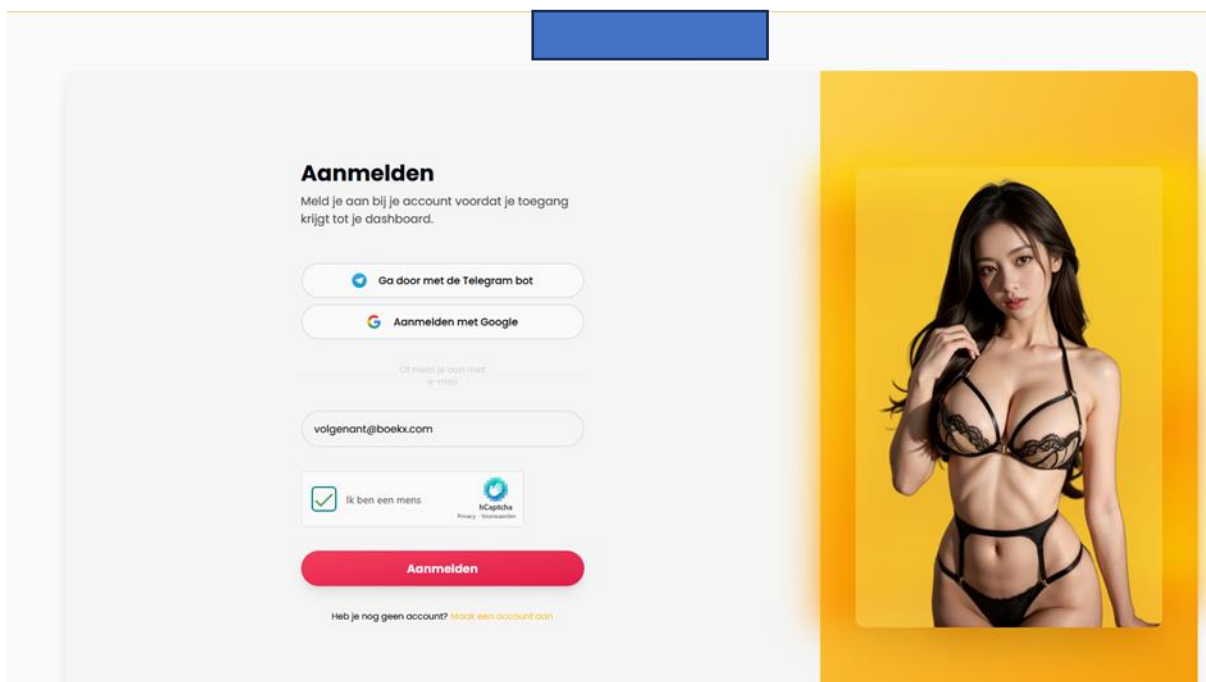 Aanmelden
Meld je aan bij je account voordat je toegang
krijgt tot je dashboard.
Ga door met de Telegram bot
Aanmelden met Google
Of meld je aan met
e-mail
volgenant@boekx.com
Ik ben een mens
hCaptcha
Privacy - Voorwaarden
Aanmelden
Heb je nog geen account? Maak een account aan